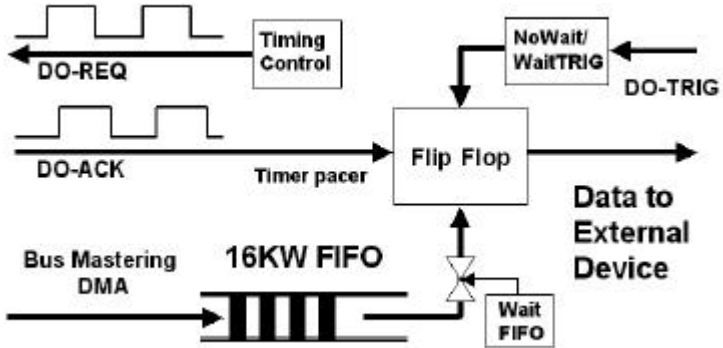 DO-REQ
Timing
Control
NoWait/
WaitTRIG
DO-TRIG
DO-ACK
Timer pacer
Flip Flop
Data to
External
Device
Bus Mastering
DMA
16KW FIFO
Wait
FIFO